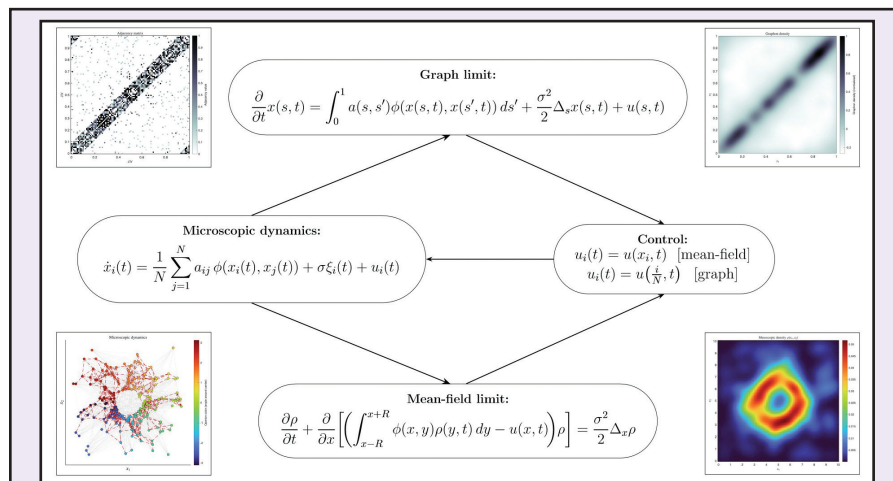 Adjacency matrix
Graph limit:
∂/∂t x(s, t) = ∫₀¹ a(s, s′)ϕ(x(s, t), x(s′, t)) ds′ + σ²/2 Δₛx(s, t) + u(s, t)
Graphon density
Microscopic dynamics:
ẋᵢ(t) = 1/N ∑ⱼ₌₁ᴺ aᵢⱼ ϕ(xᵢ(t), xⱼ(t)) + σξᵢ(t) + uᵢ(t)
Control:
uᵢ(t) = u(xᵢ, t) [mean-field]
uᵢ(t) = u(i/N, t) [graph]
Microscopic dynamics
Mean-field limit:
∂ρ/∂t + ∂/∂x[(∫ₓ₋ᴿˣ⁺ᴿ ϕ(x, y)ρ(y, t) dy − u(x, t))ρ] = σ²/2 Δₓρ